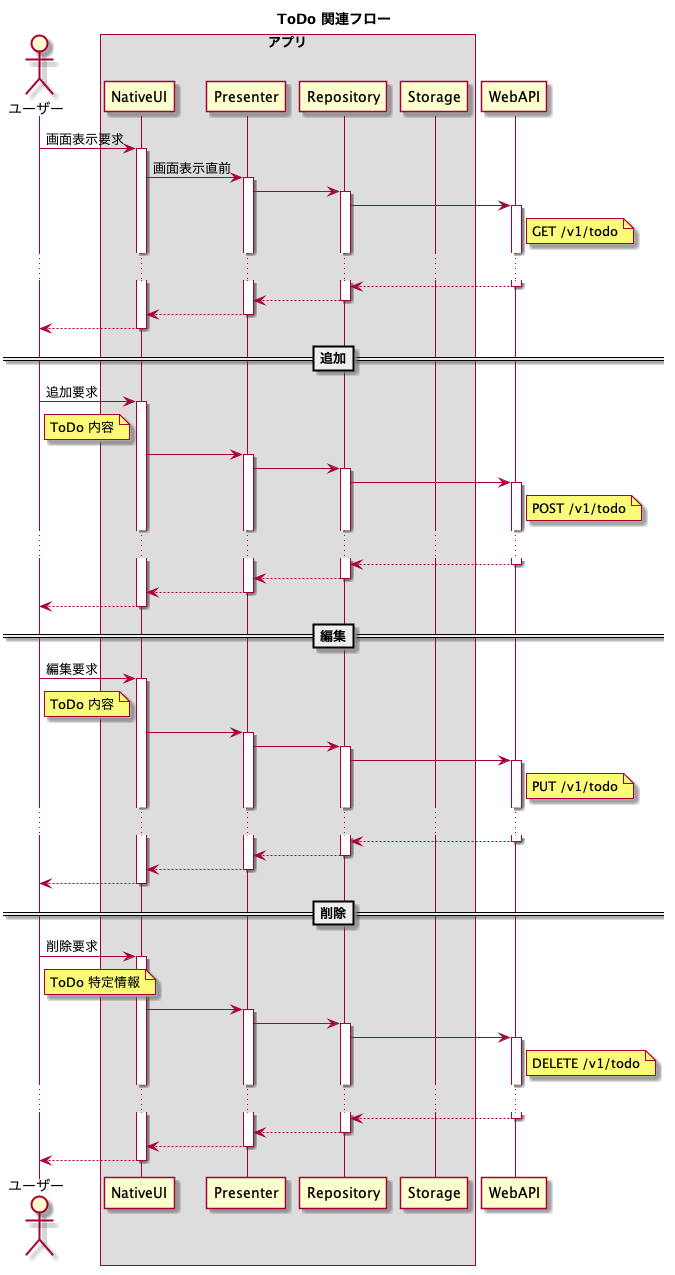 ToDo 関連フロー
アプリ
ユーザー
NativeUI
Presenter
Repository
Storage
WebAPI
画面表示要求
画面表示直前
GET /v1/todo
追加
追加要求
ToDo 内容
POST /v1/todo
編集
編集要求
ToDo 内容
PUT /v1/todo
削除
削除要求
ToDo 特定情報
DELETE /v1/todo
ユーザー
NativeUI
Presenter
Repository
Storage
WebAPI